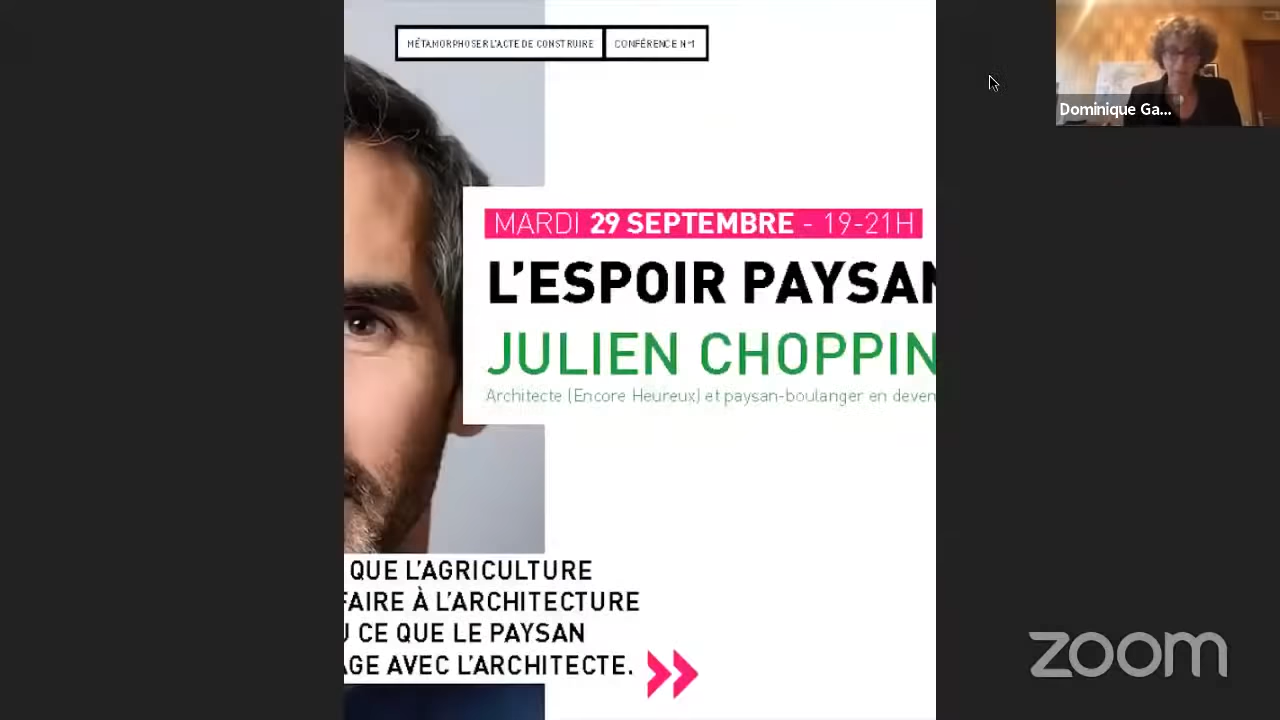 MÉTAMORPHOSER L'ACTE DE CONSTRUIRE
CONFÉRENCE N°1
Dominique Ga...
MARDI 29 SEPTEMBRE - 19-21H
L'ESPOIR PAYSAN
JULIEN CHOPPIN
Architecte (Encore Heureux) et paysan-boulanger en deven
QUE L'AGRICULTURE
FAIRE À L'ARCHITECTURE
U CE QUE LE PAYSAN
AGE AVEC L'ARCHITECTE.
zoom